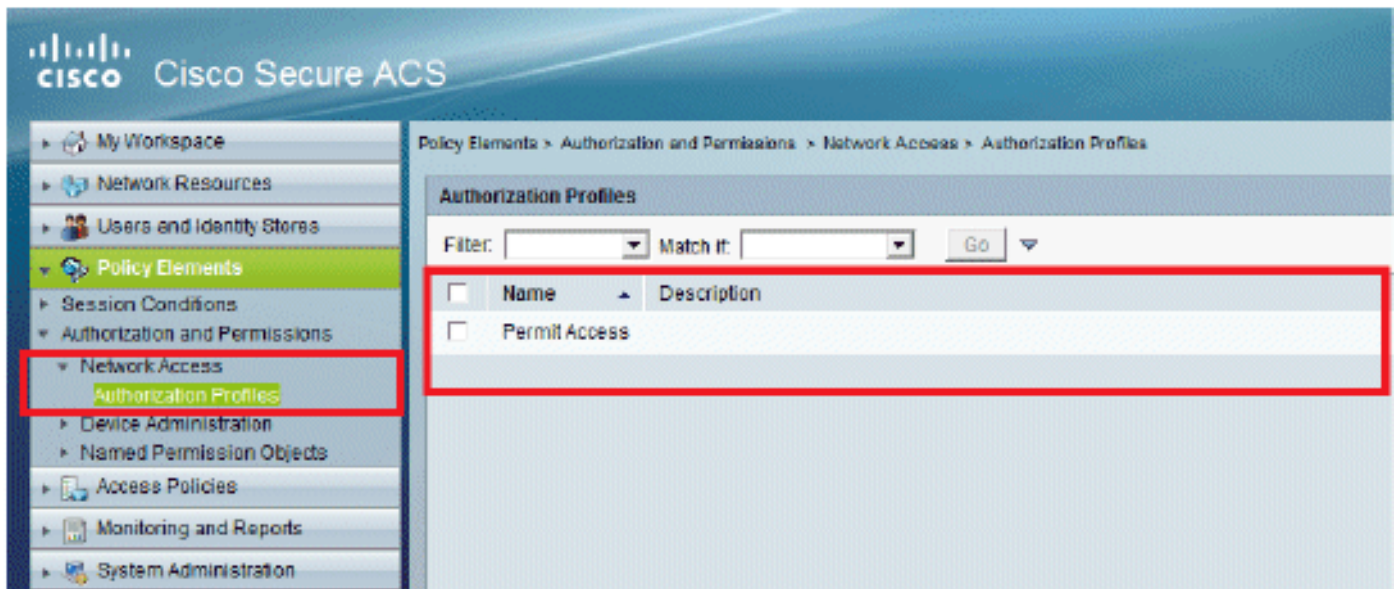 CISCO Cisco Secure ACS
My Workspace
Network Resources
Users and Identity Stores
Policy Elements
Session Conditions
Authorization and Permissions
Network Access
Authorization Profiles
Device Administration
Named Permission Objects
Access Policies
Monitoring and Reports
System Administration
Policy Elements > Authorization and Permissions > Network Access > Authorization Profiles
Authorization Profiles
Filter: Match if: Go
Name Description
Permit Access